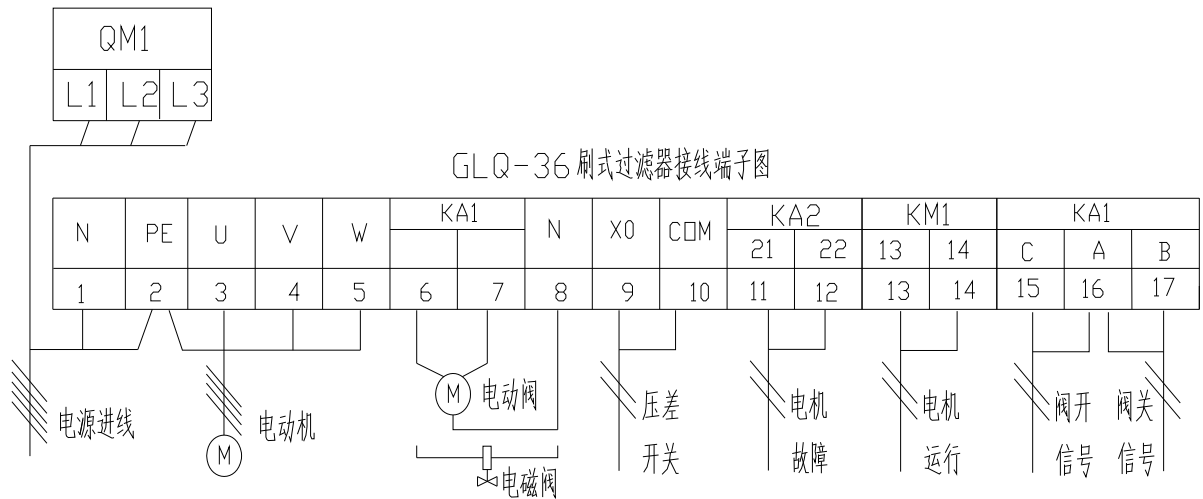 QM1
L1 L2 L3
GLQ-36 刷式过滤器接线端子图
N PE U V W KA1 N X0 COM KA2 KM1 KA1
21 22 13 14 C A B
1 2 3 4 5 6 7 8 9 10 11 12 13 14 15 16 17
电源进线
电动机
M
M
电动阀
电磁阀
压差
开关
电机
故障
电机
运行
阀开
信号
阀关
信号